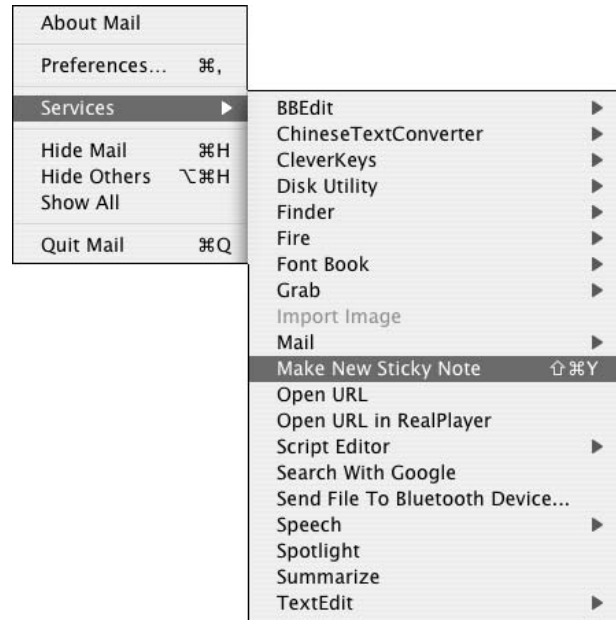 About Mail
Preferences... ⌘,
Services ▶
Hide Mail ⌘H
Hide Others ⌥⌘H
Show All
Quit Mail ⌘Q
BBEdit ▶
ChineseTextConverter ▶
CleverKeys ▶
Disk Utility ▶
Finder ▶
Fire ▶
Font Book ▶
Grab ▶
Import Image
Mail ▶
Make New Sticky Note ⇧⌘Y
Open URL
Open URL in RealPlayer
Script Editor ▶
Search With Google
Send File To Bluetooth Device...
Speech ▶
Spotlight
Summarize
TextEdit ▶